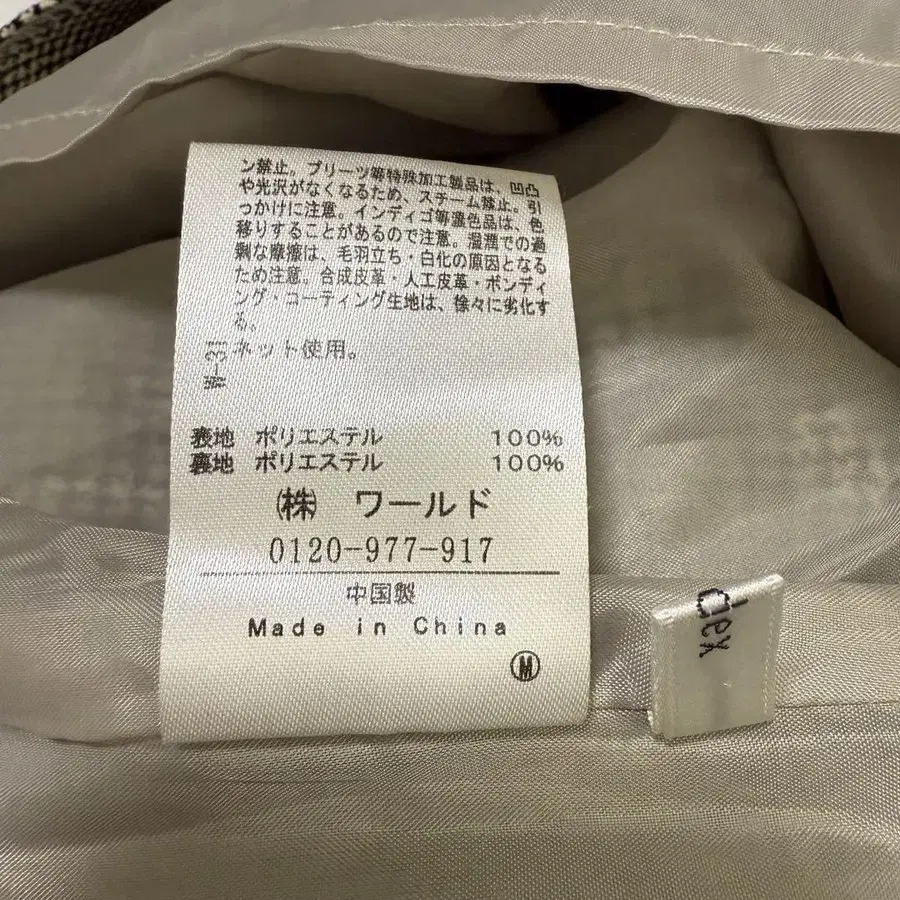 ン禁止。プリーツ等特殊加工製品は、凹凸
や光沢がなくなるため、スチーム禁止。引
っかけに注意。インディゴ等濃色品は、色
移りすることがあるので注意。湿潤での過
剰な摩擦は、毛羽立ち・白化の原因となる
ため注意。合成皮革・人工皮革・ボンディ
ング・コーティング生地は、徐々に劣化す
る。
W-31
ネット使用。
表地 ポリエステル 100%
裏地 ポリエステル 100%
㈱ ワールド
0120-977-917
中国製
Made in China
Ⓜ
dex